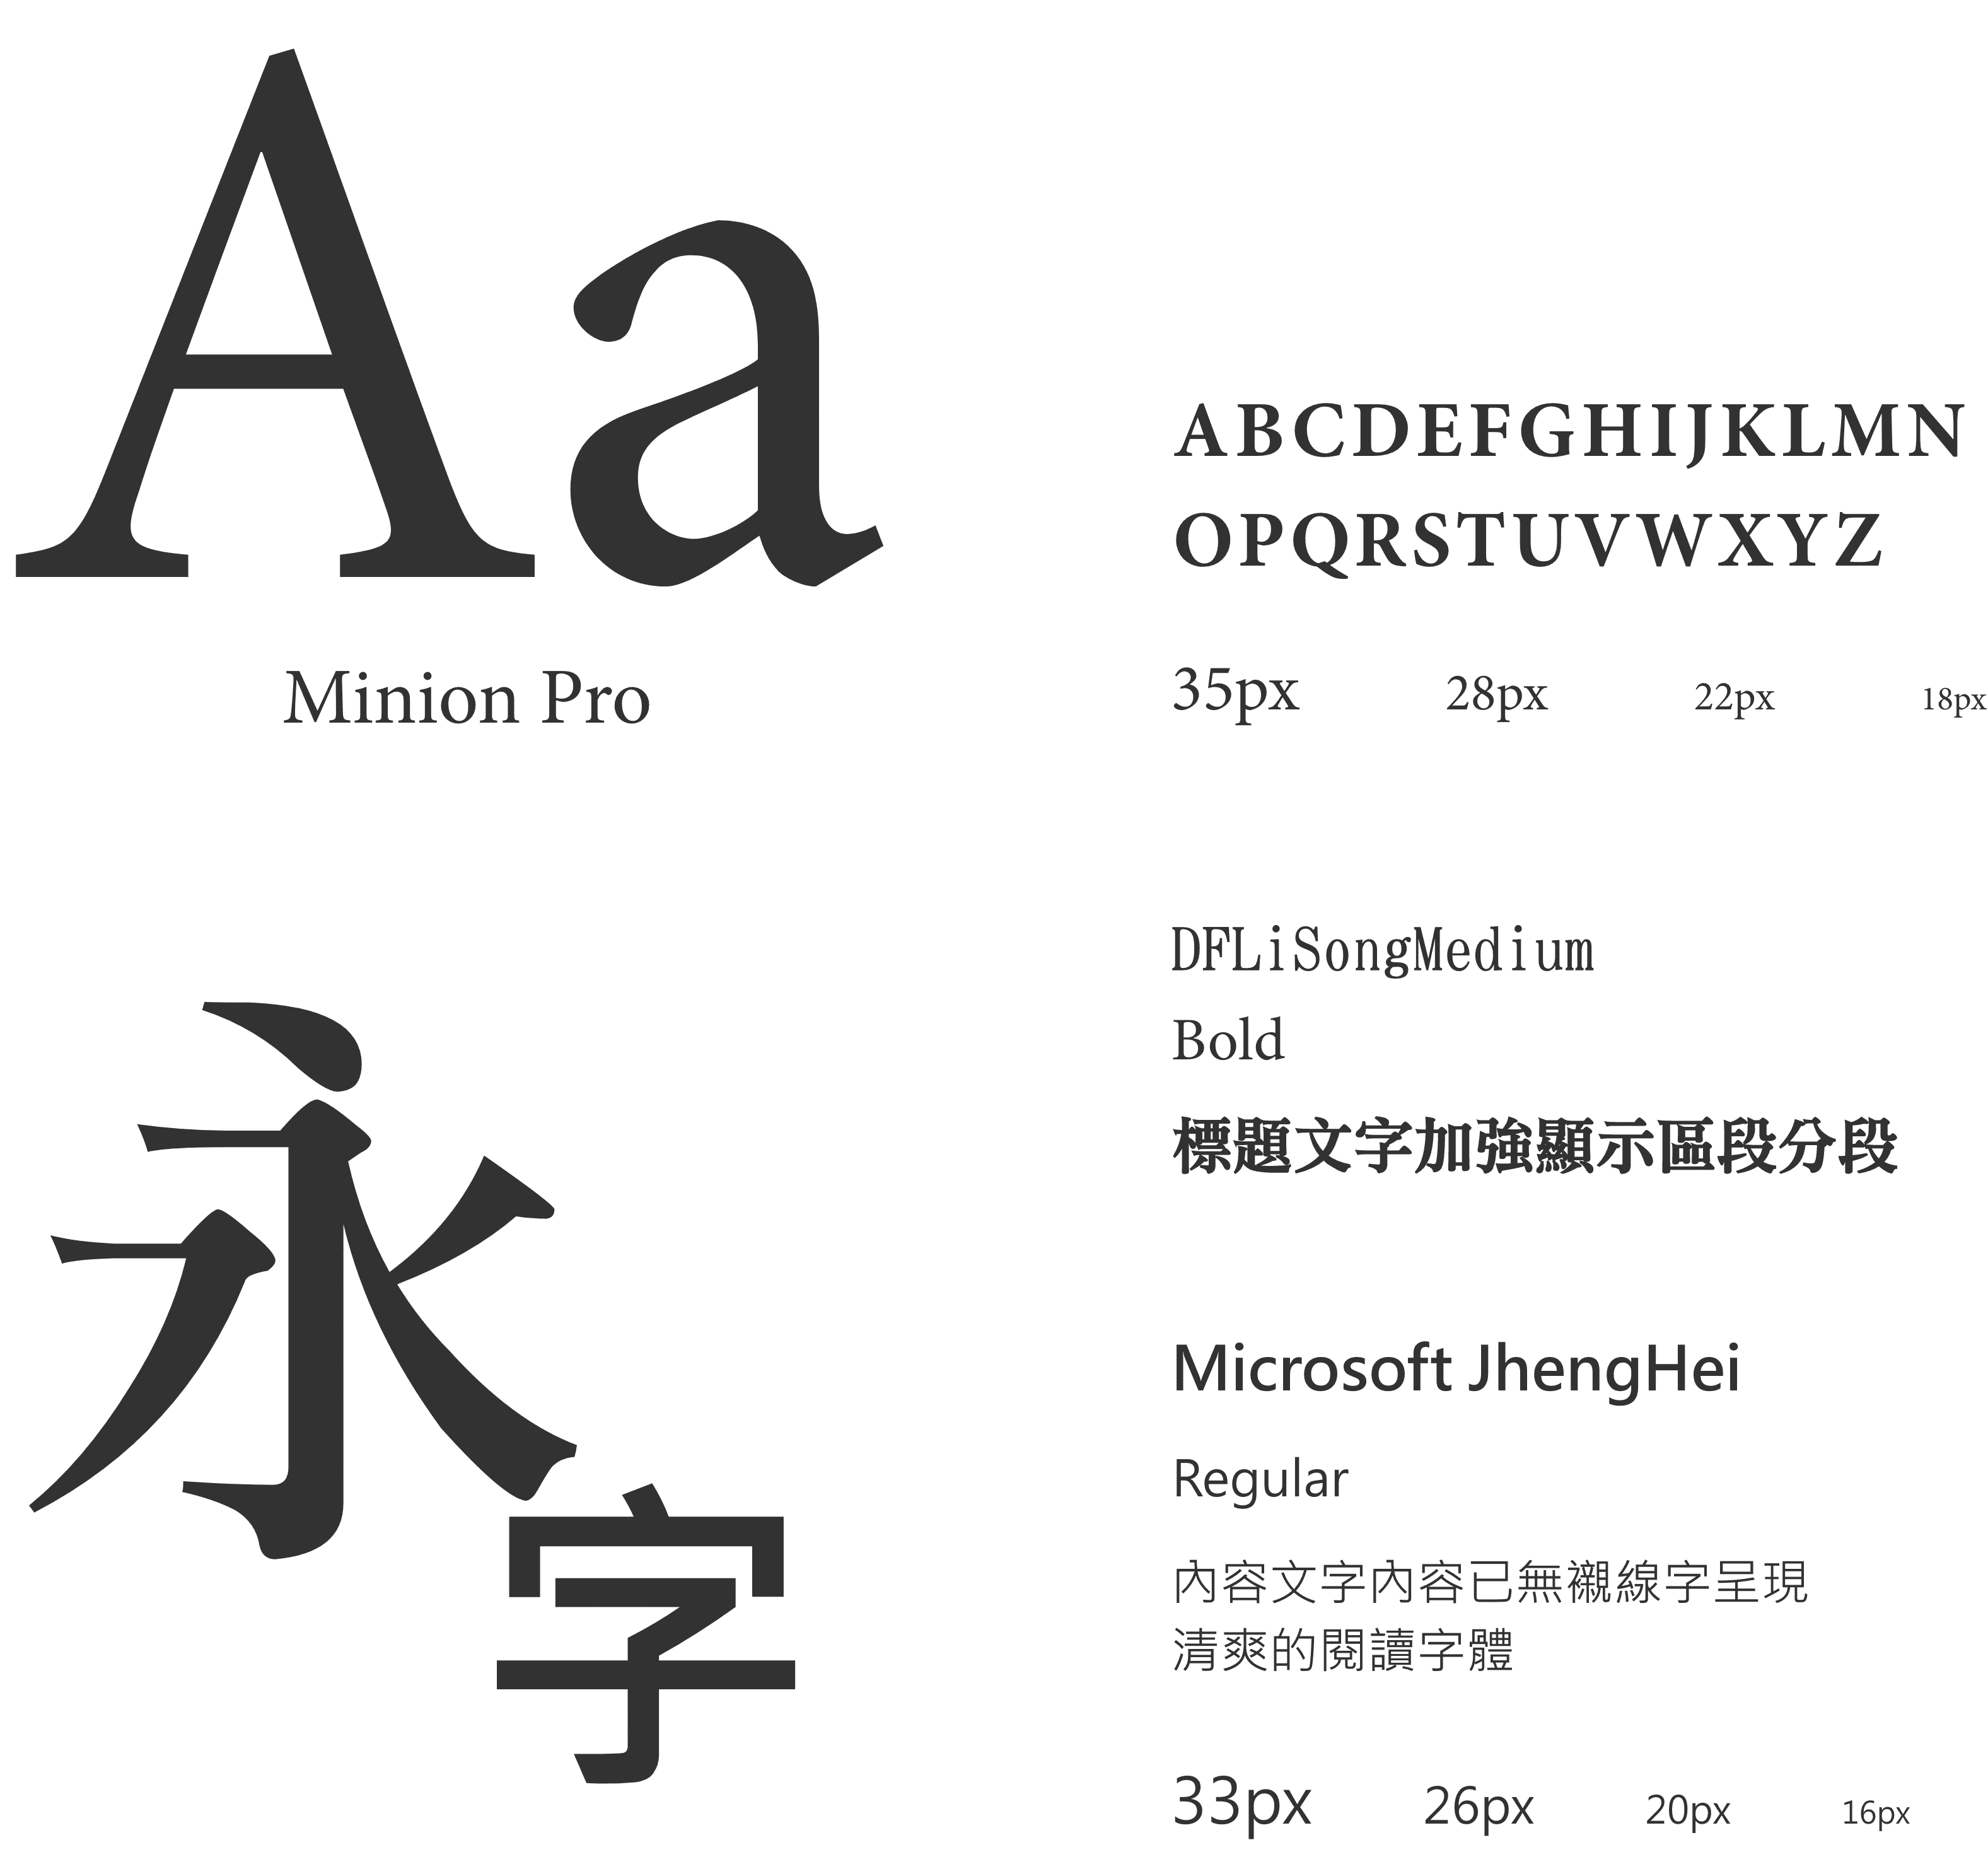 Aa
Minion Pro
ABCDEFGHIJKLMN
OPQRSTUVWXYZ
35px 28px 22px 18px
永
字
DFLiSongMedium
Bold
標題文字加強顯示區段分段
Microsoft JhengHei
Regular
內容文字內容已無襯線字呈現
清爽的閱讀字體
33px 26px 20px 16px